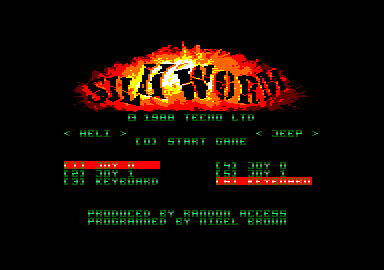 SILKWORM
© 1988 TECMO LTD
< HELI > < JEEP >
[0] START GAME
[1] JOY 0 [4] JOY 0
[2] JOY 1 [5] JOY 1
[3] KEYBOARD [6] KEYBOARD
PRODUCED BY RANDOM ACCESS
PROGRAMMED BY NIGEL BROWN